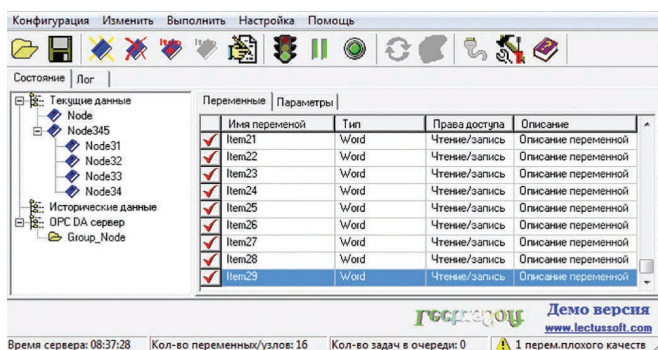 Конфигурация Изменить Выполнить Настройка Помощь
Состояние Лог
Текущие данные
Node
Node345
Node31
Node32
Node33
Node34
Исторические данные
OPC DA сервер
Group_Node
Переменные Параметры
Имя переменой Тип Права доступа Описание
Item21 Word Чтение/запись Описание переменной
Item22 Word Чтение/запись Описание переменной
Item23 Word Чтение/запись Описание переменной
Item24 Word Чтение/запись Описание переменной
Item25 Word Чтение/запись Описание переменной
Item26 Word Чтение/запись Описание переменной
Item27 Word Чтение/запись Описание переменной
Item28 Word Чтение/запись Описание переменной
Item29 Word Чтение/запись Описание переменной
LectusSoft Демо версия
www.lectussoft.com
Время сервера: 08:37:28 Кол-во переменных/узлов: 16 Кол-во задач в очереди: 0 1 перем.плохого качеств